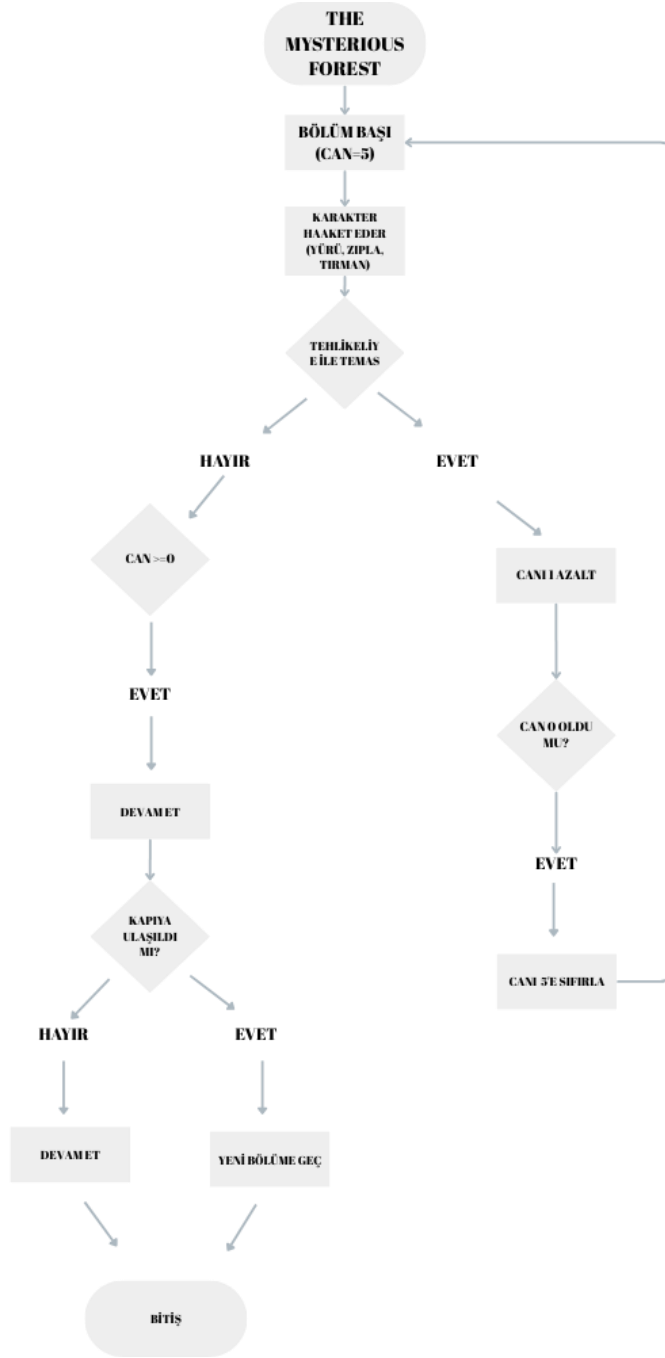 THE
MYSTERIOUS
FOREST
BÖLÜM BAŞI
(CAN=5)
KARAKTER
HAAKET EDER
(YÜRÜ, ZIPLA,
TIRMAN)
TEHLİKELİY
E İLE TEMAS
HAYIR
EVET
CAN >=0
CANI 1 AZALT
EVET
CAN 0 OLDU
MU?
DEVAM ET
EVET
KAPIYA
ULAŞILDI
MI?
CANI 5'E SIFIRLA
HAYIR
EVET
DEVAM ET
YENİ BÖLÜME GEÇ
BİTİŞ